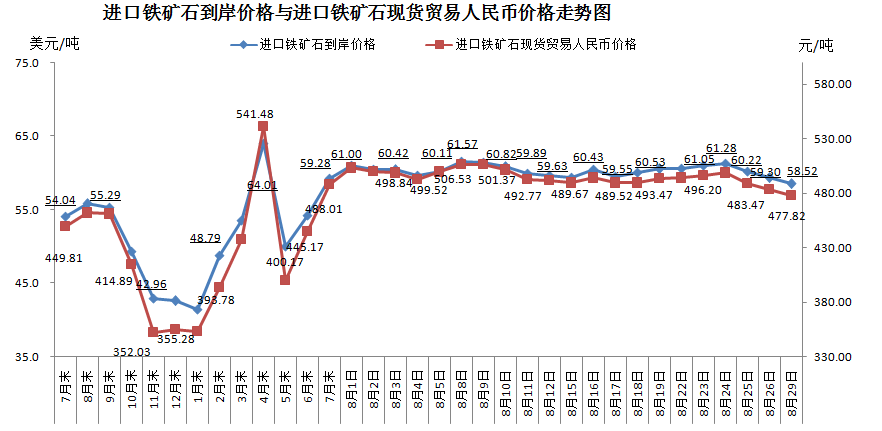 进口铁矿石到岸价格与进口铁矿石现货贸易人民币价格走势图
美元/吨
进口铁矿石到岸价格
进口铁矿石现货贸易人民币价格
元/吨
75.0
65.0
55.0
45.0
35.0
580.00
530.00
480.00
430.00
380.00
330.00
54.04
55.29
42.96
48.79
64.01
59.28
61.00
60.42
60.11
61.57
60.82
59.89
59.63
60.43
59.55
60.53
61.05
61.28
60.22
59.30
58.52
449.81
414.89
352.03
355.28
393.78
541.48
400.17
445.17
488.01
498.84
499.52
506.53
501.37
492.77
489.67
489.52
493.47
496.20
483.47
477.82
7月末
8月末
9月末
10月末
11月末
12月末
1月末
2月末
3月末
4月末
5月末
6月末
7月末
8月1日
8月2日
8月3日
8月4日
8月5日
8月8日
8月9日
8月10日
8月11日
8月12日
8月15日
8月16日
8月17日
8月18日
8月19日
8月22日
8月23日
8月24日
8月25日
8月26日
8月29日